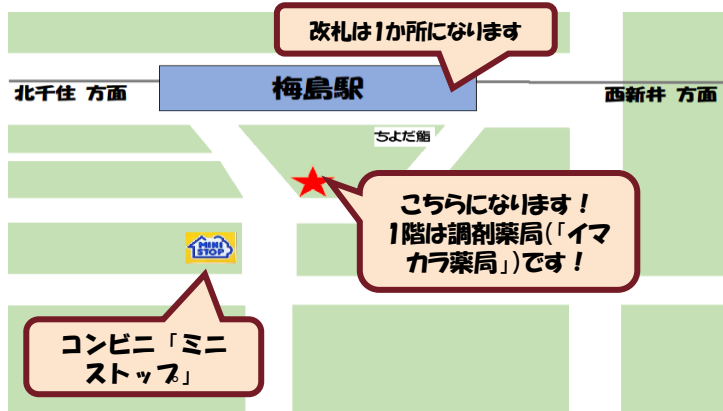 改札は1か所になります
梅島駅
北千住 方面
西新井 方面
ちよだ鮨
こちらになります！
1階は調剤薬局(「イマ
カラ薬局」)です！
MINI
STOP
コンビニ「ミニ
ストップ」